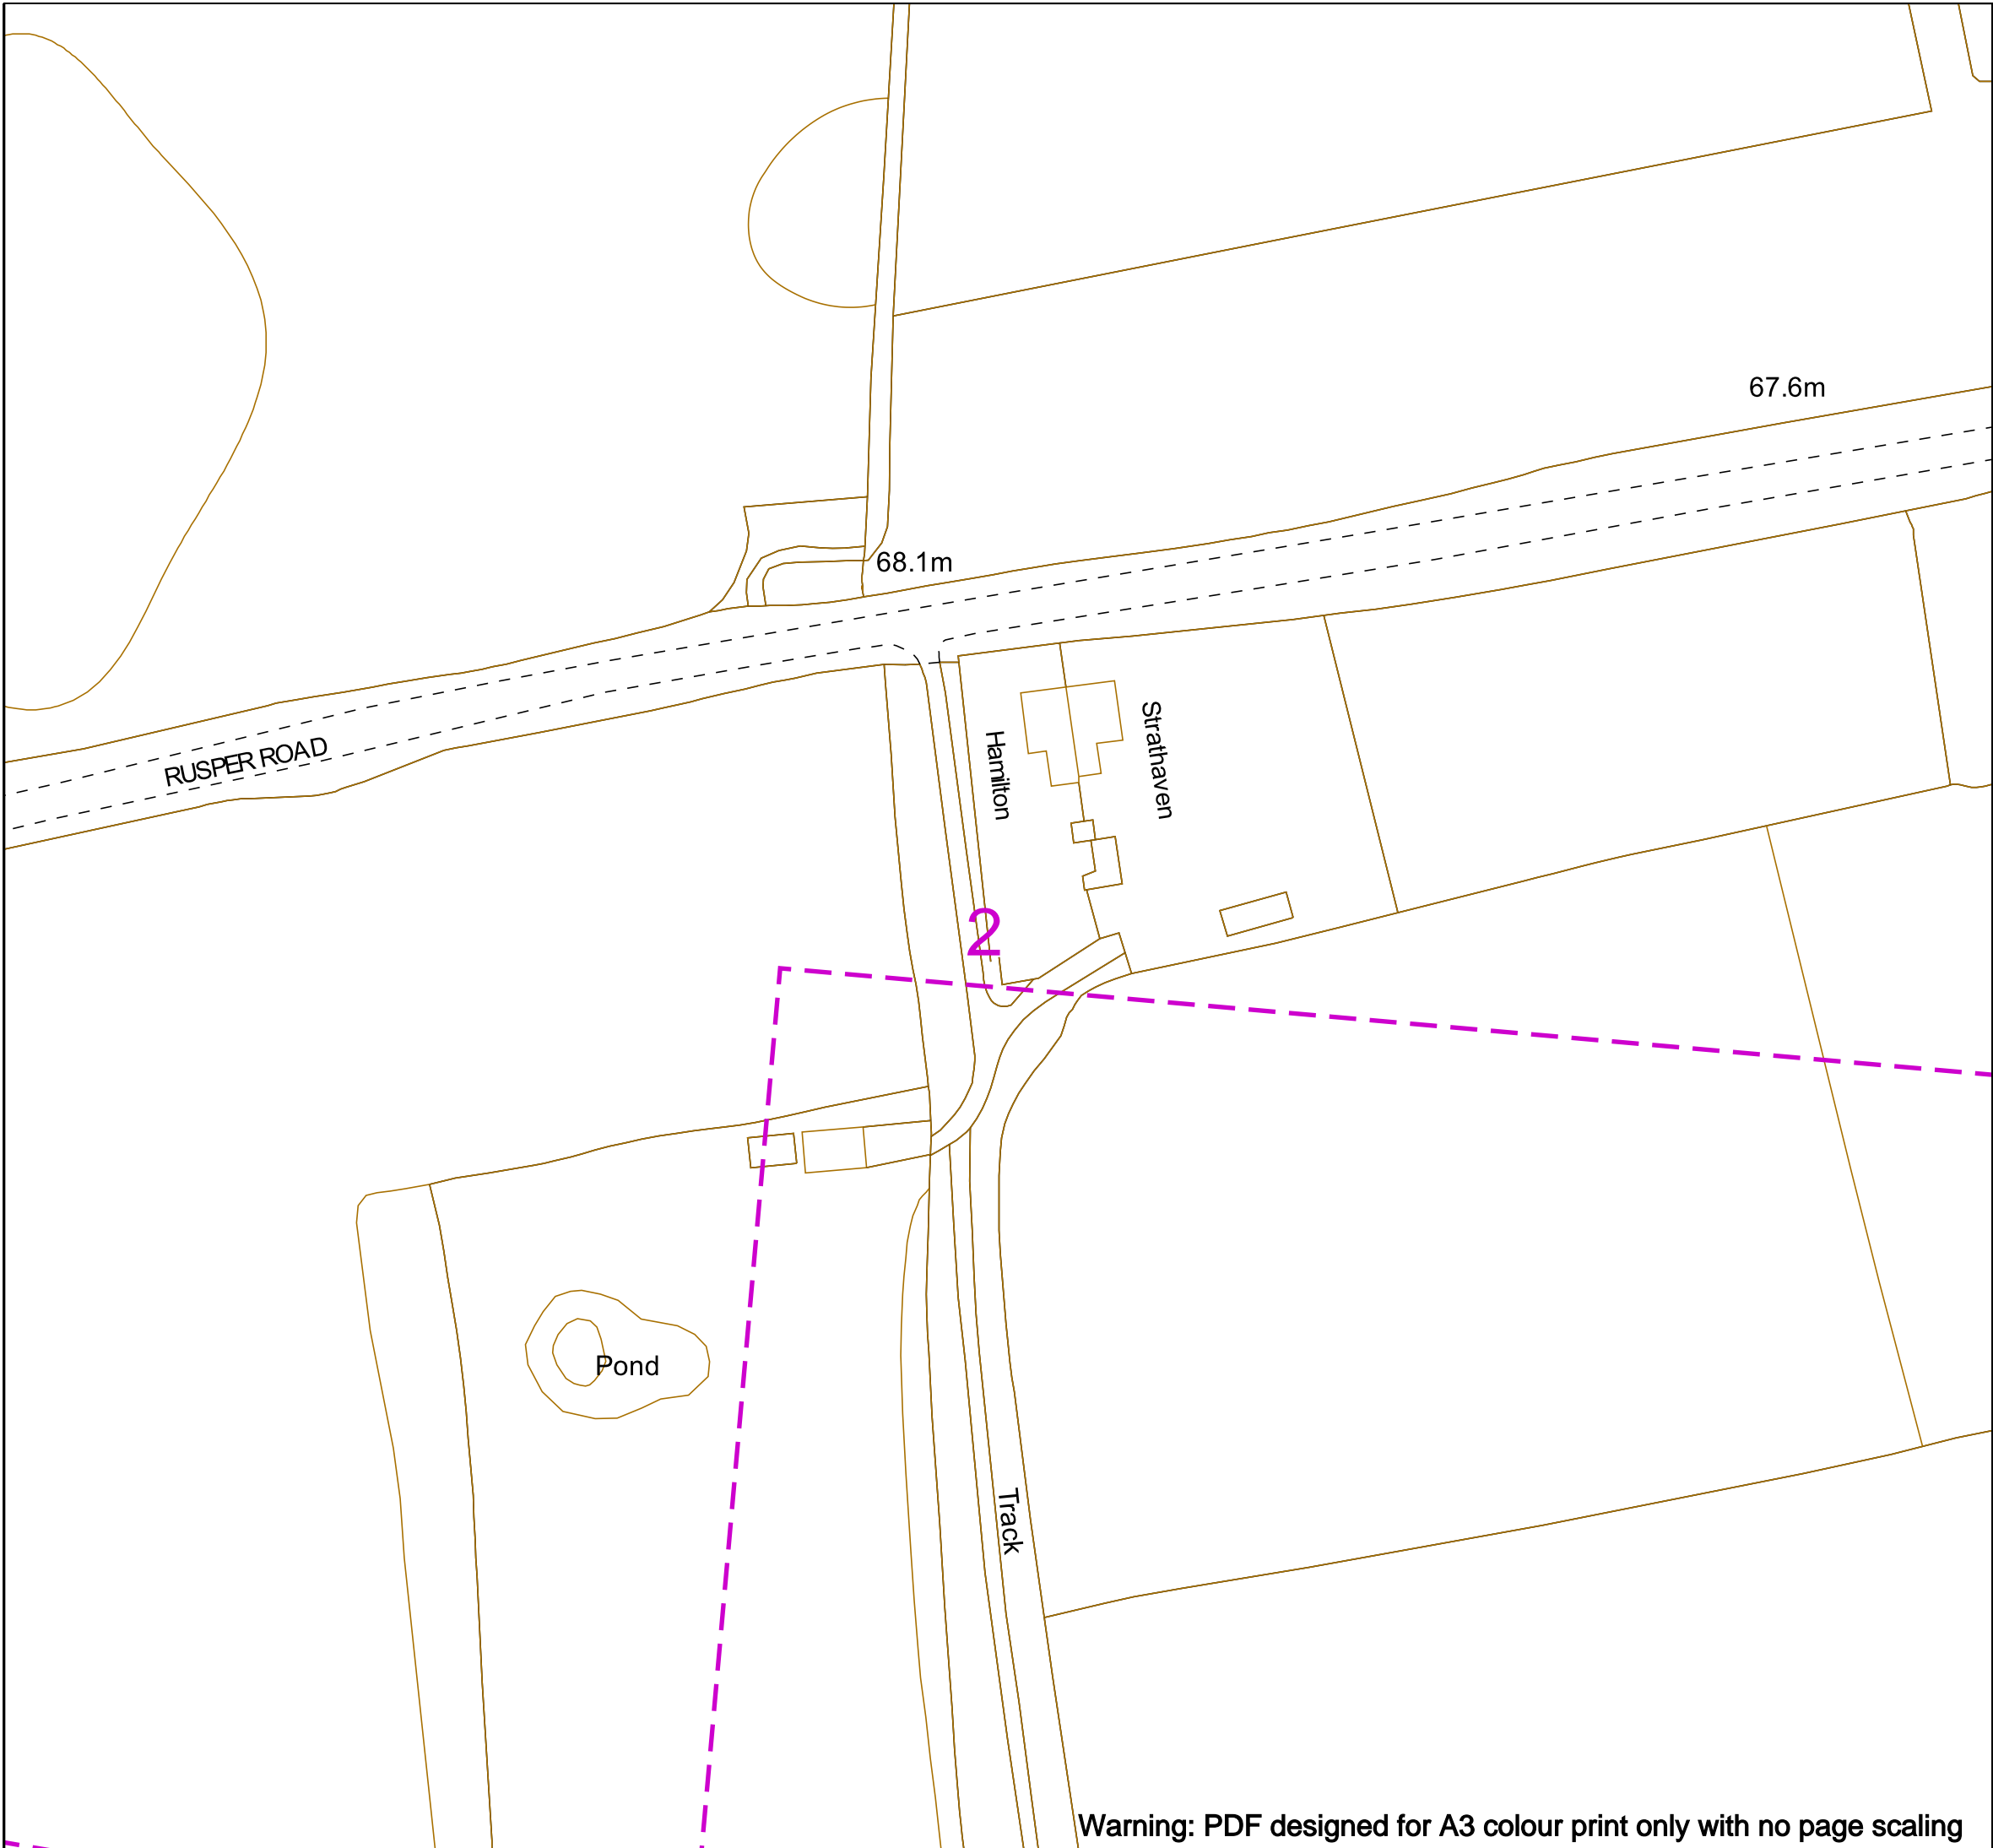 67.6m
68.1m
RUSPER ROAD
Hamilton
Strathaven
2
Pond
Track
Warning: PDF designed for A3 colour print only with no page scaling